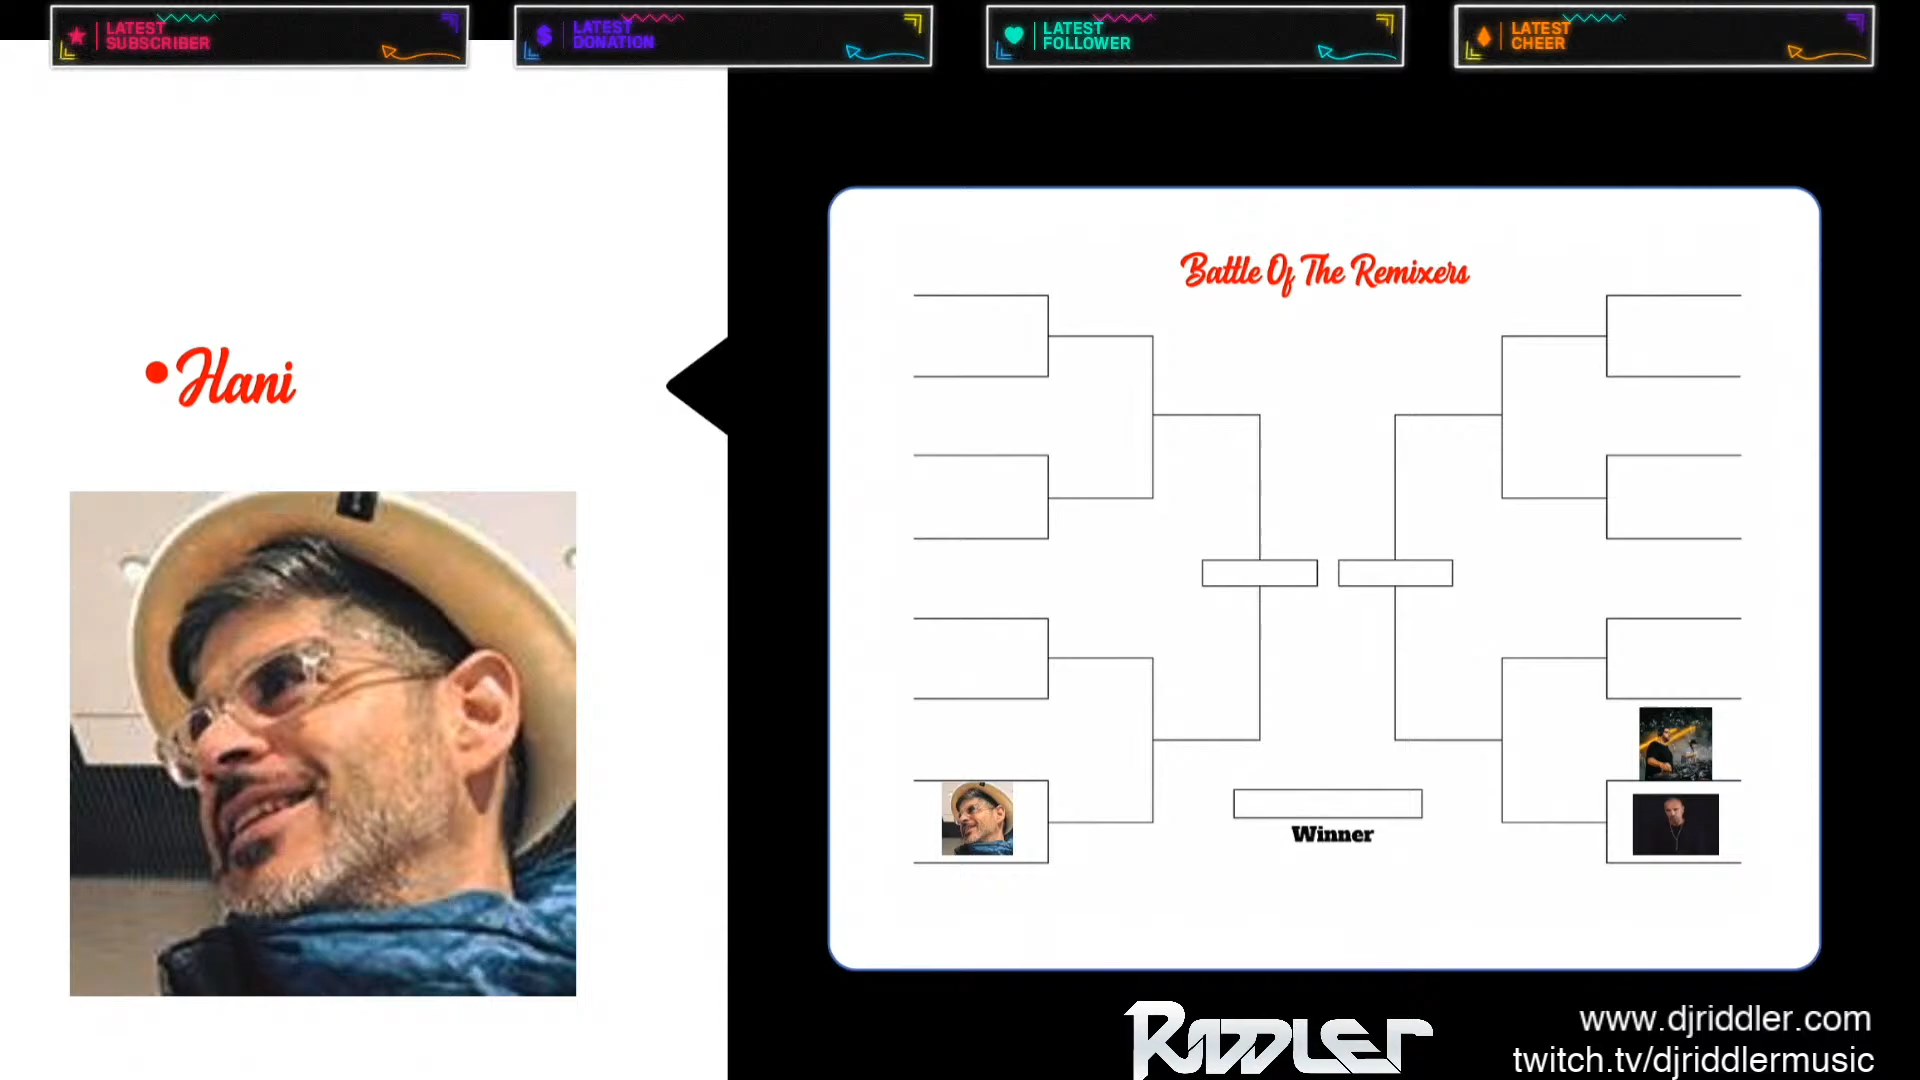 LATEST
SUBSCRIBER
LATEST
DONATION
LATEST
FOLLOWER
LATEST
CHEER
•Hani
Battle Of The Remixers
Winner
RIDDLER
www.djriddler.com
twitch.tv/djriddlermusic